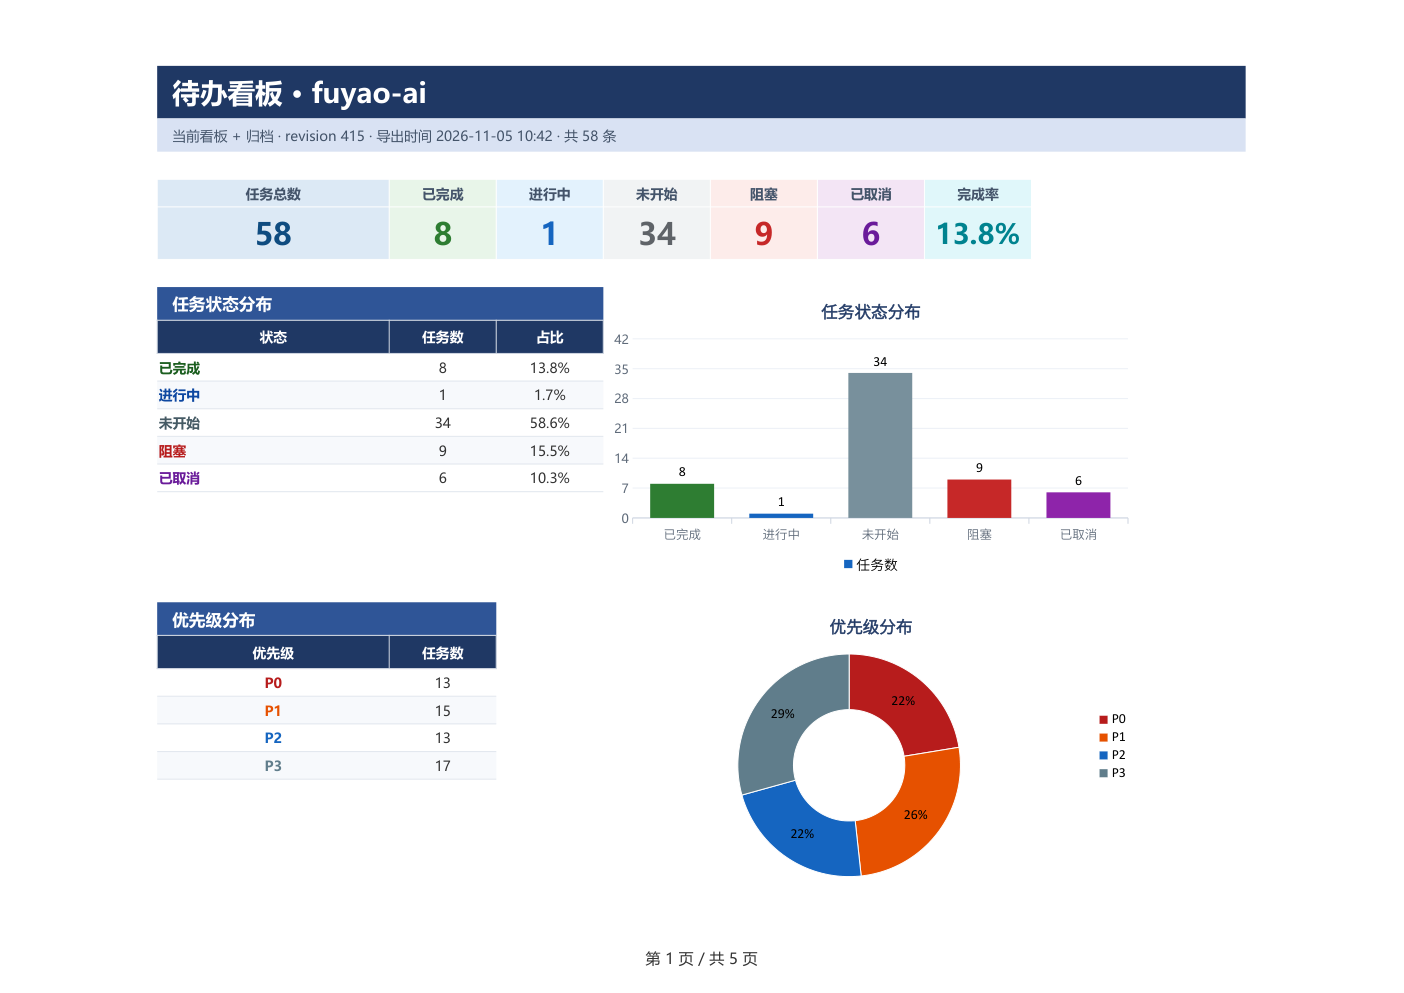 待办看板 • fuyao-ai
当前看板 + 归档 · revision 415 · 导出时间 2026-11-05 10:42 · 共 58 条
任务总数 已完成 进行中 未开始 阻塞 已取消 完成率
58 8 1 34 9 6 13.8%
任务状态分布
状态 任务数 占比
已完成 8 13.8%
进行中 1 1.7%
未开始 34 58.6%
阻塞 9 15.5%
已取消 6 10.3%
任务状态分布
42
35
28
21
14
7
0
8 1 34 9 6
已完成 进行中 未开始 阻塞 已取消
任务数
优先级分布
优先级 任务数
P0 13
P1 15
P2 13
P3 17
优先级分布
29% 22%
22% 26%
P0
P1
P2
P3
第 1 页 / 共 5 页